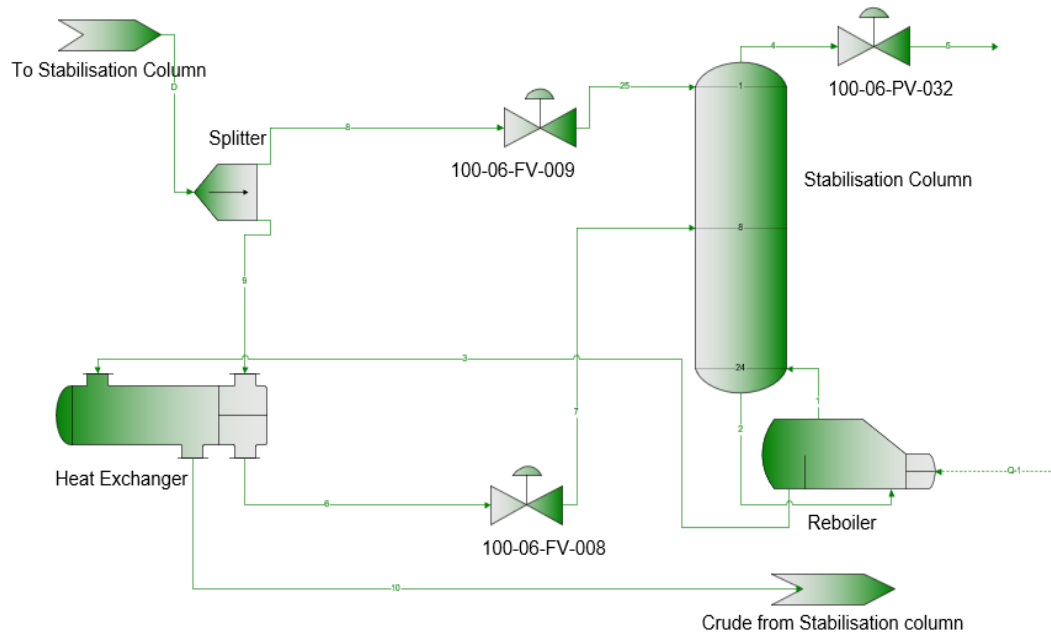 4
5
To Stabilisation Column
100-06-PV-032
D
25
1
8
Splitter
100-06-FV-009
Stabilisation Column
8
9
3
24
7
1
2
Heat Exchanger
Q-1
6
Reboiler
100-06-FV-008
10
Crude from Stabilisation column